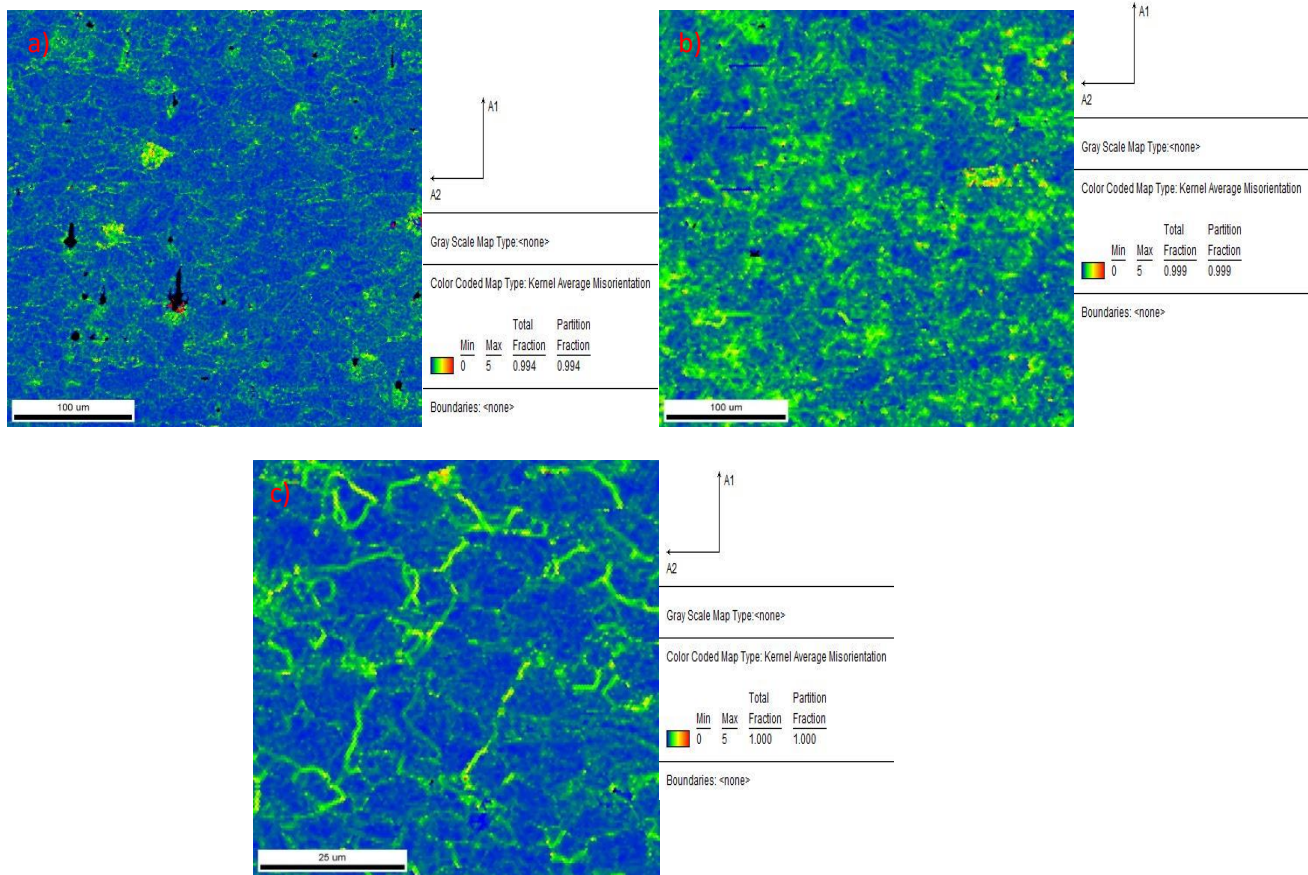 a)
A1
A2
Gray Scale Map Type:<none>
Color Coded Map Type: Kernel Average Misorientation
Total Partition
Min Max Fraction Fraction
0 5 0.994 0.994
Boundaries: <none>
100 um
b)
A1
A2
Gray Scale Map Type:<none>
Color Coded Map Type: Kernel Average Misorientation
Total Partition
Min Max Fraction Fraction
0 5 0.999 0.999
Boundaries: <none>
100 um
c)
A1
A2
Gray Scale Map Type:<none>
Color Coded Map Type: Kernel Average Misorientation
Total Partition
Min Max Fraction Fraction
0 5 1.000 1.000
Boundaries: <none>
25 um